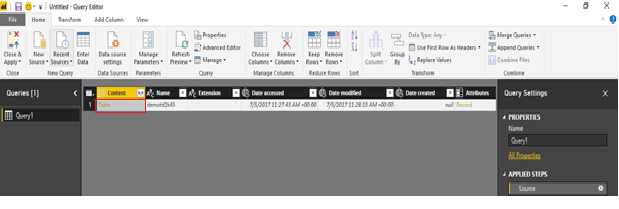 Untitled - Query Editor
File Home Transform Add Column View
Close & Apply New Source Recent Sources Enter Data Data source settings Manage Parameters Refresh Preview Properties Advanced Editor Manage Choose Columns Remove Columns Keep Rows Remove Rows Split Column Group By Data Type: Any Use First Row As Headers Replace Values Merge Queries Append Queries Combine Files
Close New Query Data Sources Parameters Query Manage Columns Reduce Rows Sort Transform Combine
Queries [1]
Query1
Content Name Extension Date accessed Date modified Date created Attributes
1 Table 7/5/2017 11:27:43 AM +00:00 7/5/2017 11:28:33 AM +00:00 null Record
Query Settings
PROPERTIES
Name
Query1
All Properties
APPLIED STEPS
Source